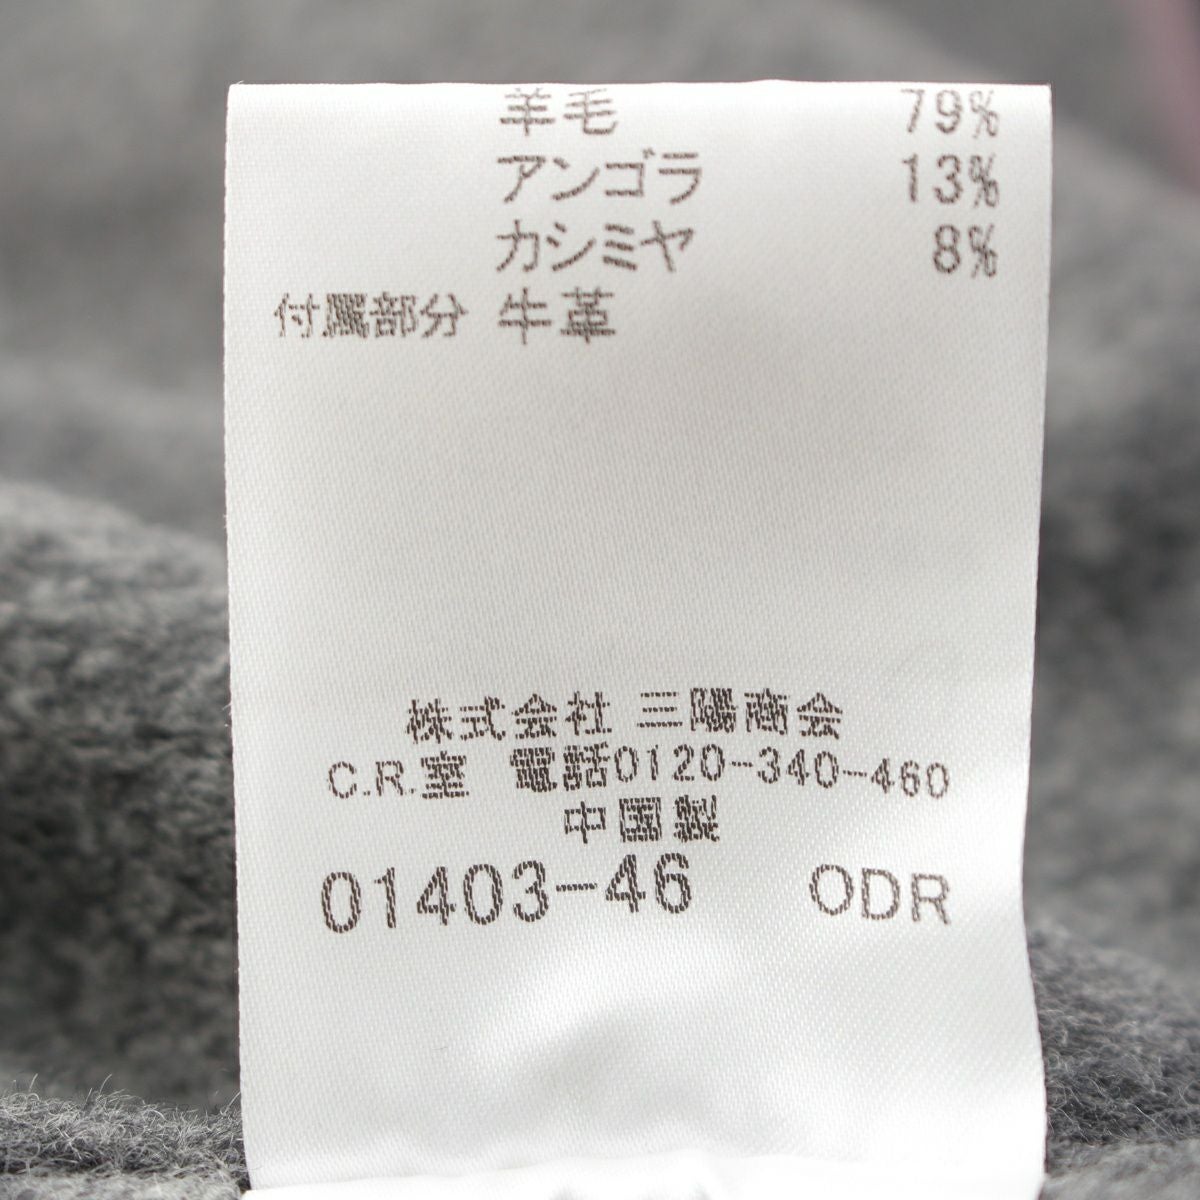 羊毛 79%
アンゴラ 13%
カシミヤ 8%
付属部分 牛革
株式会社 三陽商会
C.R.室 電話0120-340-460
中国製
01403-46 ODR